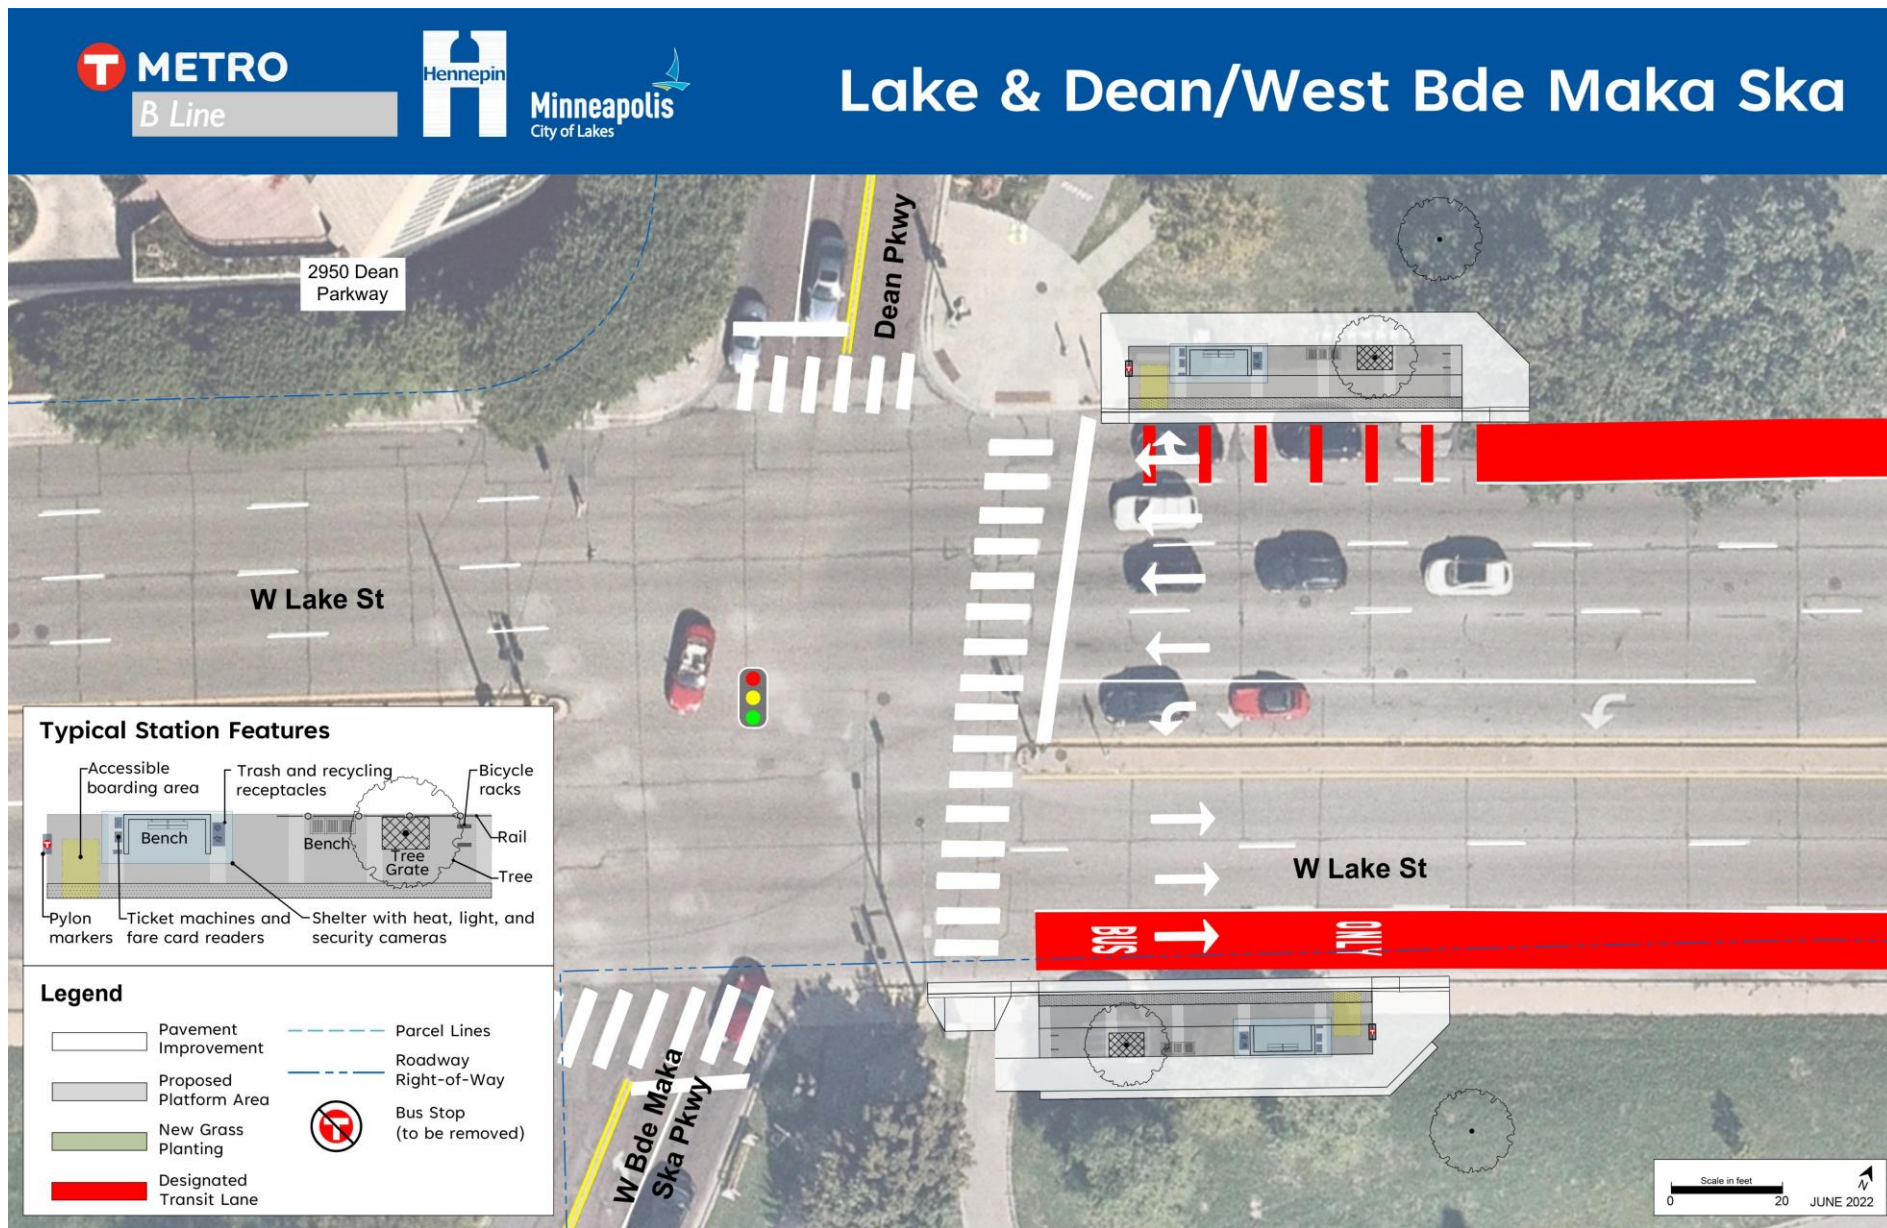 T METRO
B Line
Hennepin
Minneapolis
City of Lakes
Lake & Dean/West Bde Maka Ska
2950 Dean
Parkway
Dean Pkwy
W Lake St
W Lake St
BUS
ONLY
W Bde Maka
Ska Pkwy
Typical Station Features
Accessible
boarding area
Trash and recycling
receptacles
Bicycle
racks
Bench
Bench
Rail
Tree
Grate
Tree
T
Pylon
markers
Ticket machines and
fare card readers
Shelter with heat, light, and
security cameras
Legend
Pavement
Improvement
Proposed
Platform Area
New Grass
Planting
Designated
Transit Lane
Parcel Lines
Roadway
Right-of-Way
T
Bus Stop
(to be removed)
Scale in feet
0 20
N
JUNE 2022